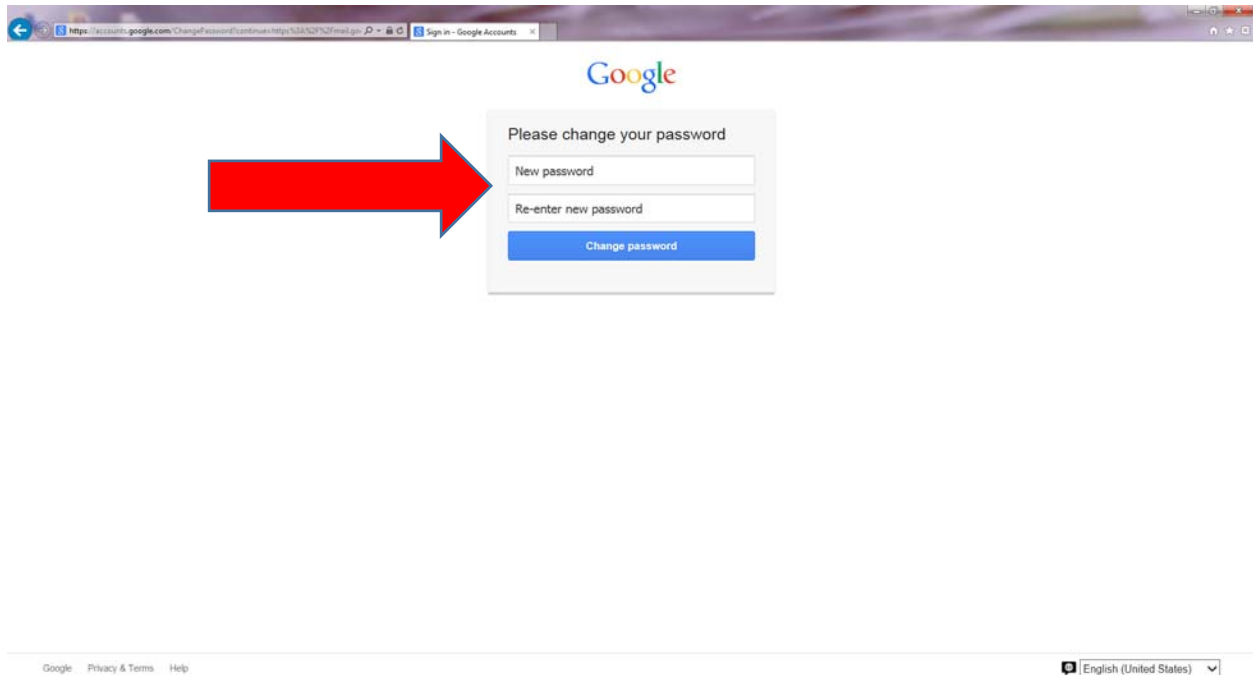 Sign in - Google Accounts
Google
Please change your password
New password
Re-enter new password
Change password
Google Privacy & Terms Help
English (United States)